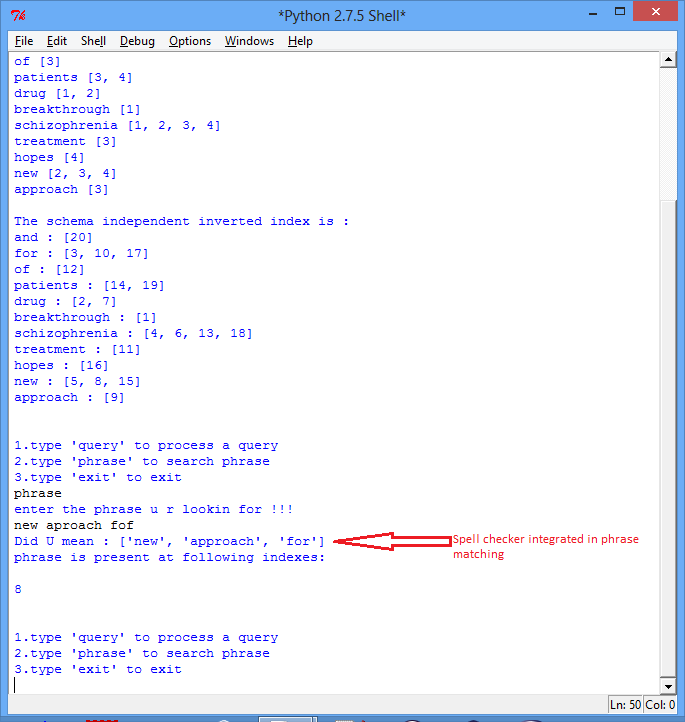 *Python 2.7.5 Shell*
File Edit Shell Debug Options Windows Help
of [3]
patients [3, 4]
drug [1, 2]
breakthrough [1]
schizophrenia [1, 2, 3, 4]
treatment [3]
hopes [4]
new [2, 3, 4]
approach [3]
The schema independent inverted index is :
and : [20]
for : [3, 10, 17]
of : [12]
patients : [14, 19]
drug : [2, 7]
breakthrough : [1]
schizophrenia : [4, 6, 13, 18]
treatment : [11]
hopes : [16]
new : [5, 8, 15]
approach : [9]
1.type 'query' to process a query
2.type 'phrase' to search phrase
3.type 'exit' to exit
phrase
enter the phrase u r lookin for !!!
new aproach fof
Did U mean : ['new', 'approach', 'for']
Spell checker integrated in phrase
matching
phrase is present at following indexes:
8
1.type 'query' to process a query
2.type 'phrase' to search phrase
3.type 'exit' to exit
Ln: 50 Col: 0